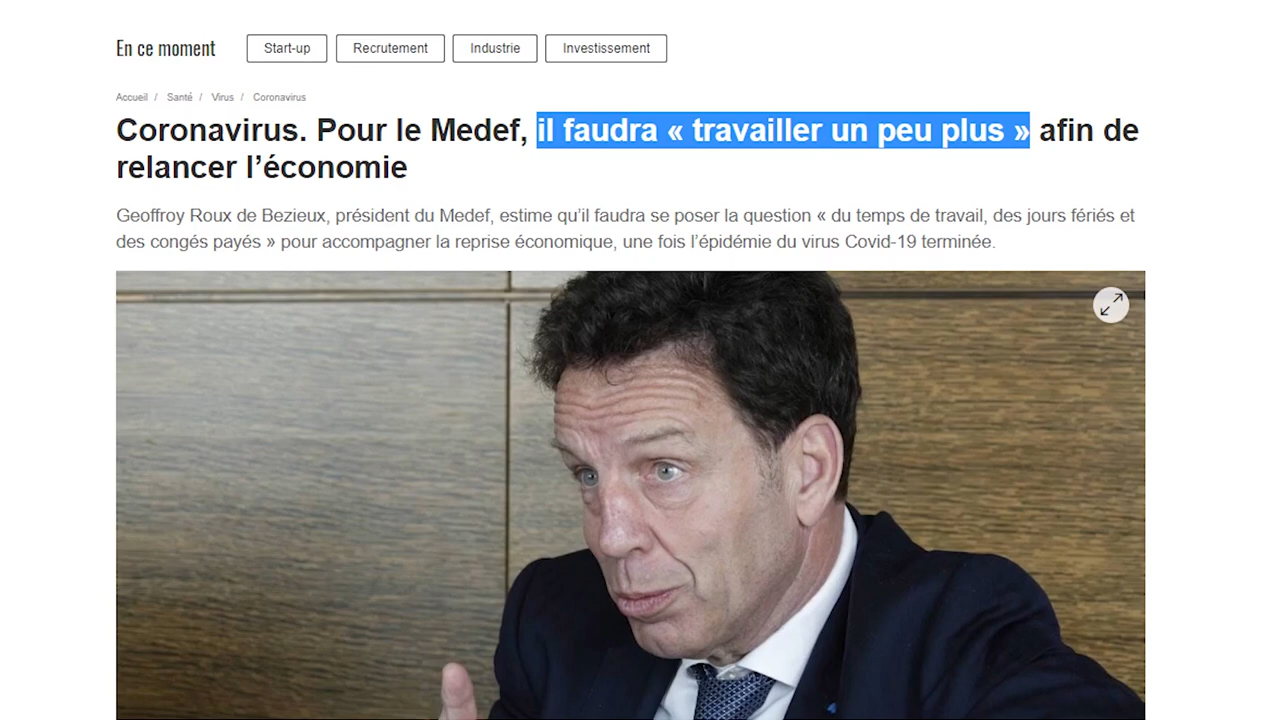 En ce moment Start-up Recrutement Industrie Investissement
Accueil / Santé / Virus / Coronavirus
Coronavirus. Pour le Medef, il faudra « travailler un peu plus » afin de
relancer l’économie
Geoffroy Roux de Bezieux, président du Medef, estime qu’il faudra se poser la question « du temps de travail, des jours fériés et
des congés payés » pour accompagner la reprise économique, une fois l’épidémie du virus Covid-19 terminée.